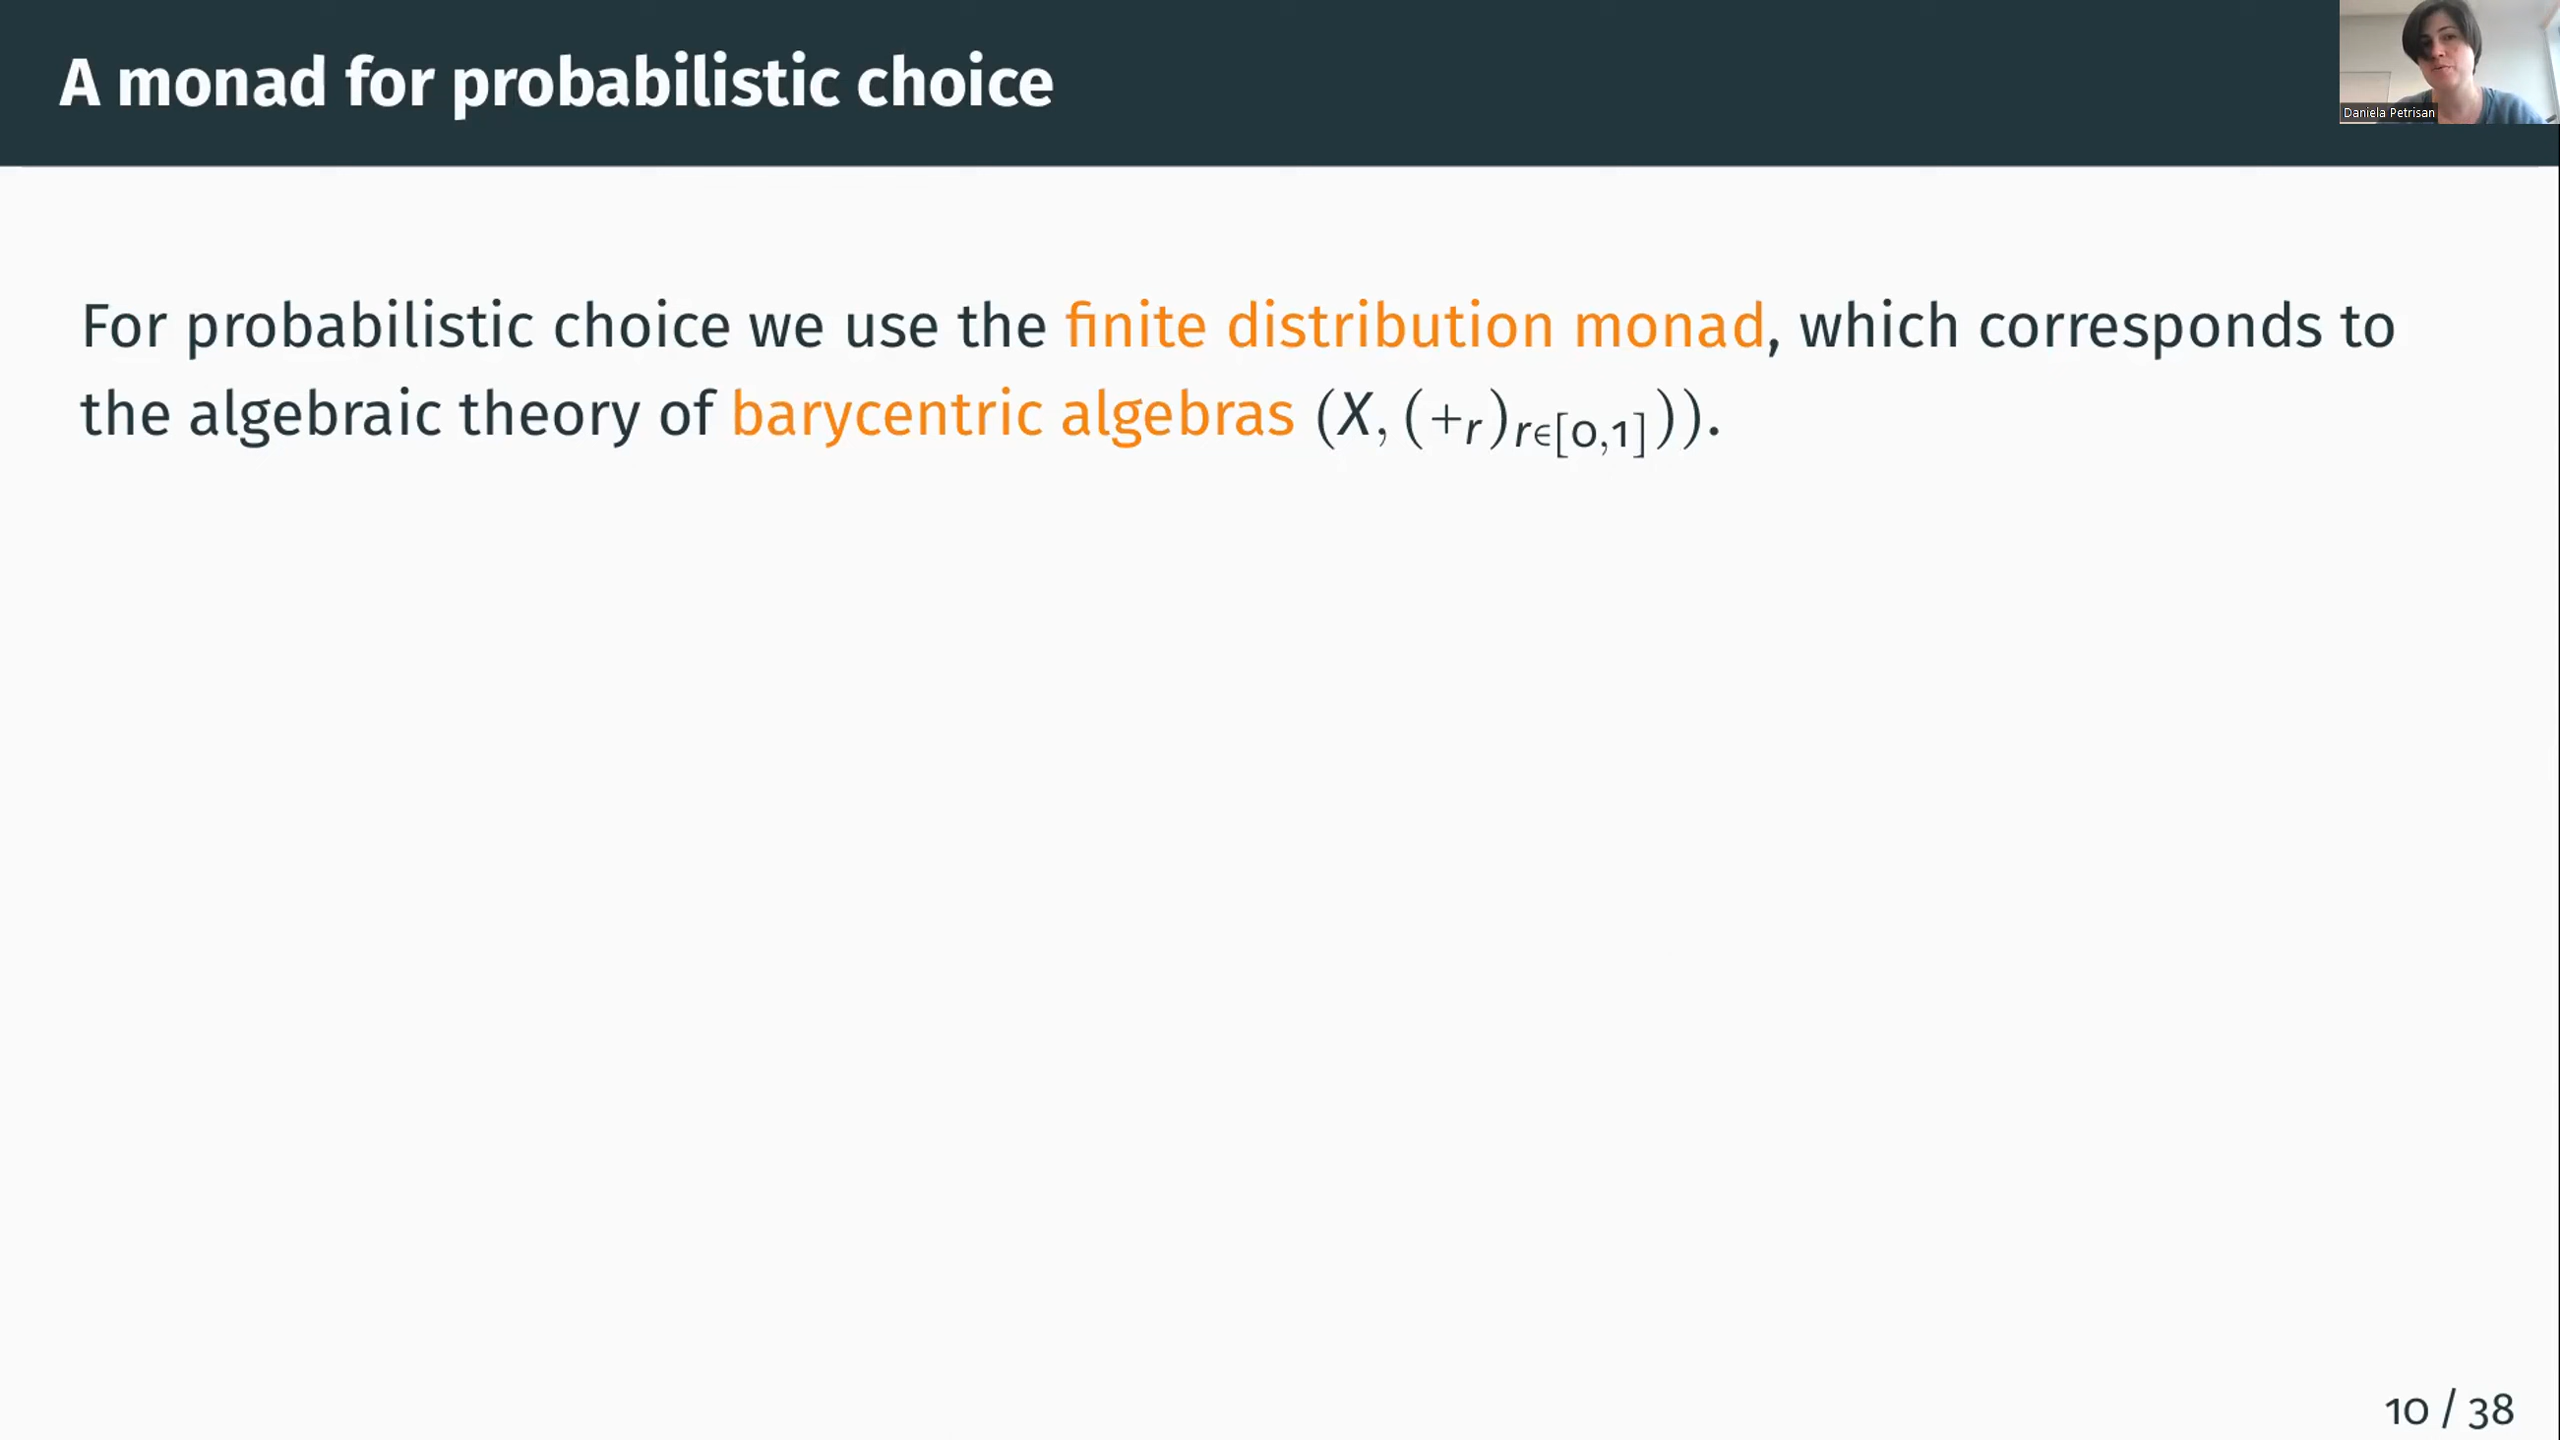 A monad for probabilistic choice
Daniela Petrisan
For probabilistic choice we use the finite distribution monad, which corresponds to
the algebraic theory of barycentric algebras (X, (+r)r∈[0,1])).
10 / 38